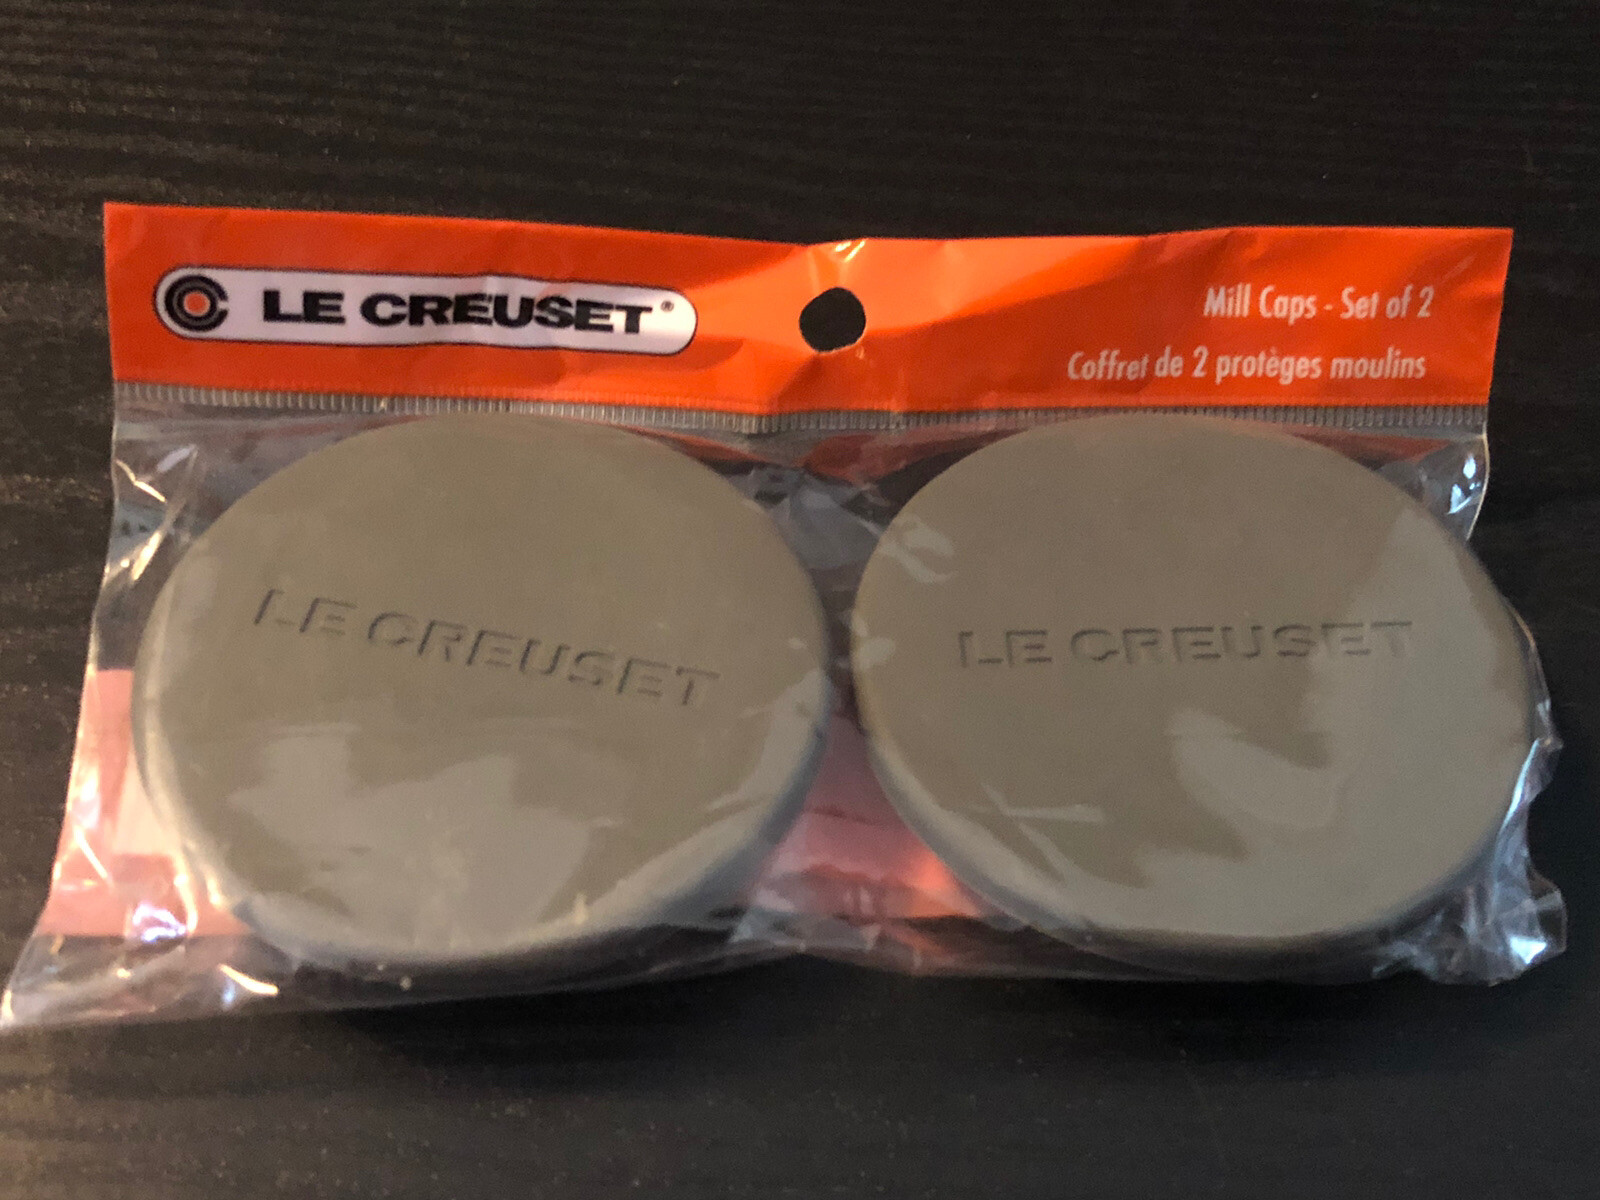 LE CREUSET®
Mill Caps - Set of 2
Coffret de 2 protèges moulins
LE CREUSET
LE CREUSET